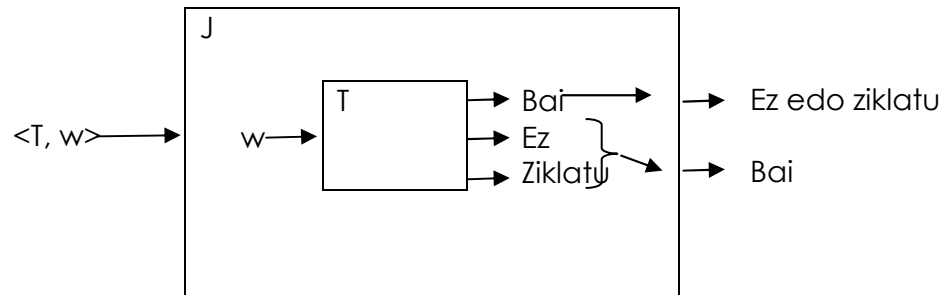 J
T
Bai
Ez edo ziklatu
<T, w>
w
Ez
Ziklatu
Bai